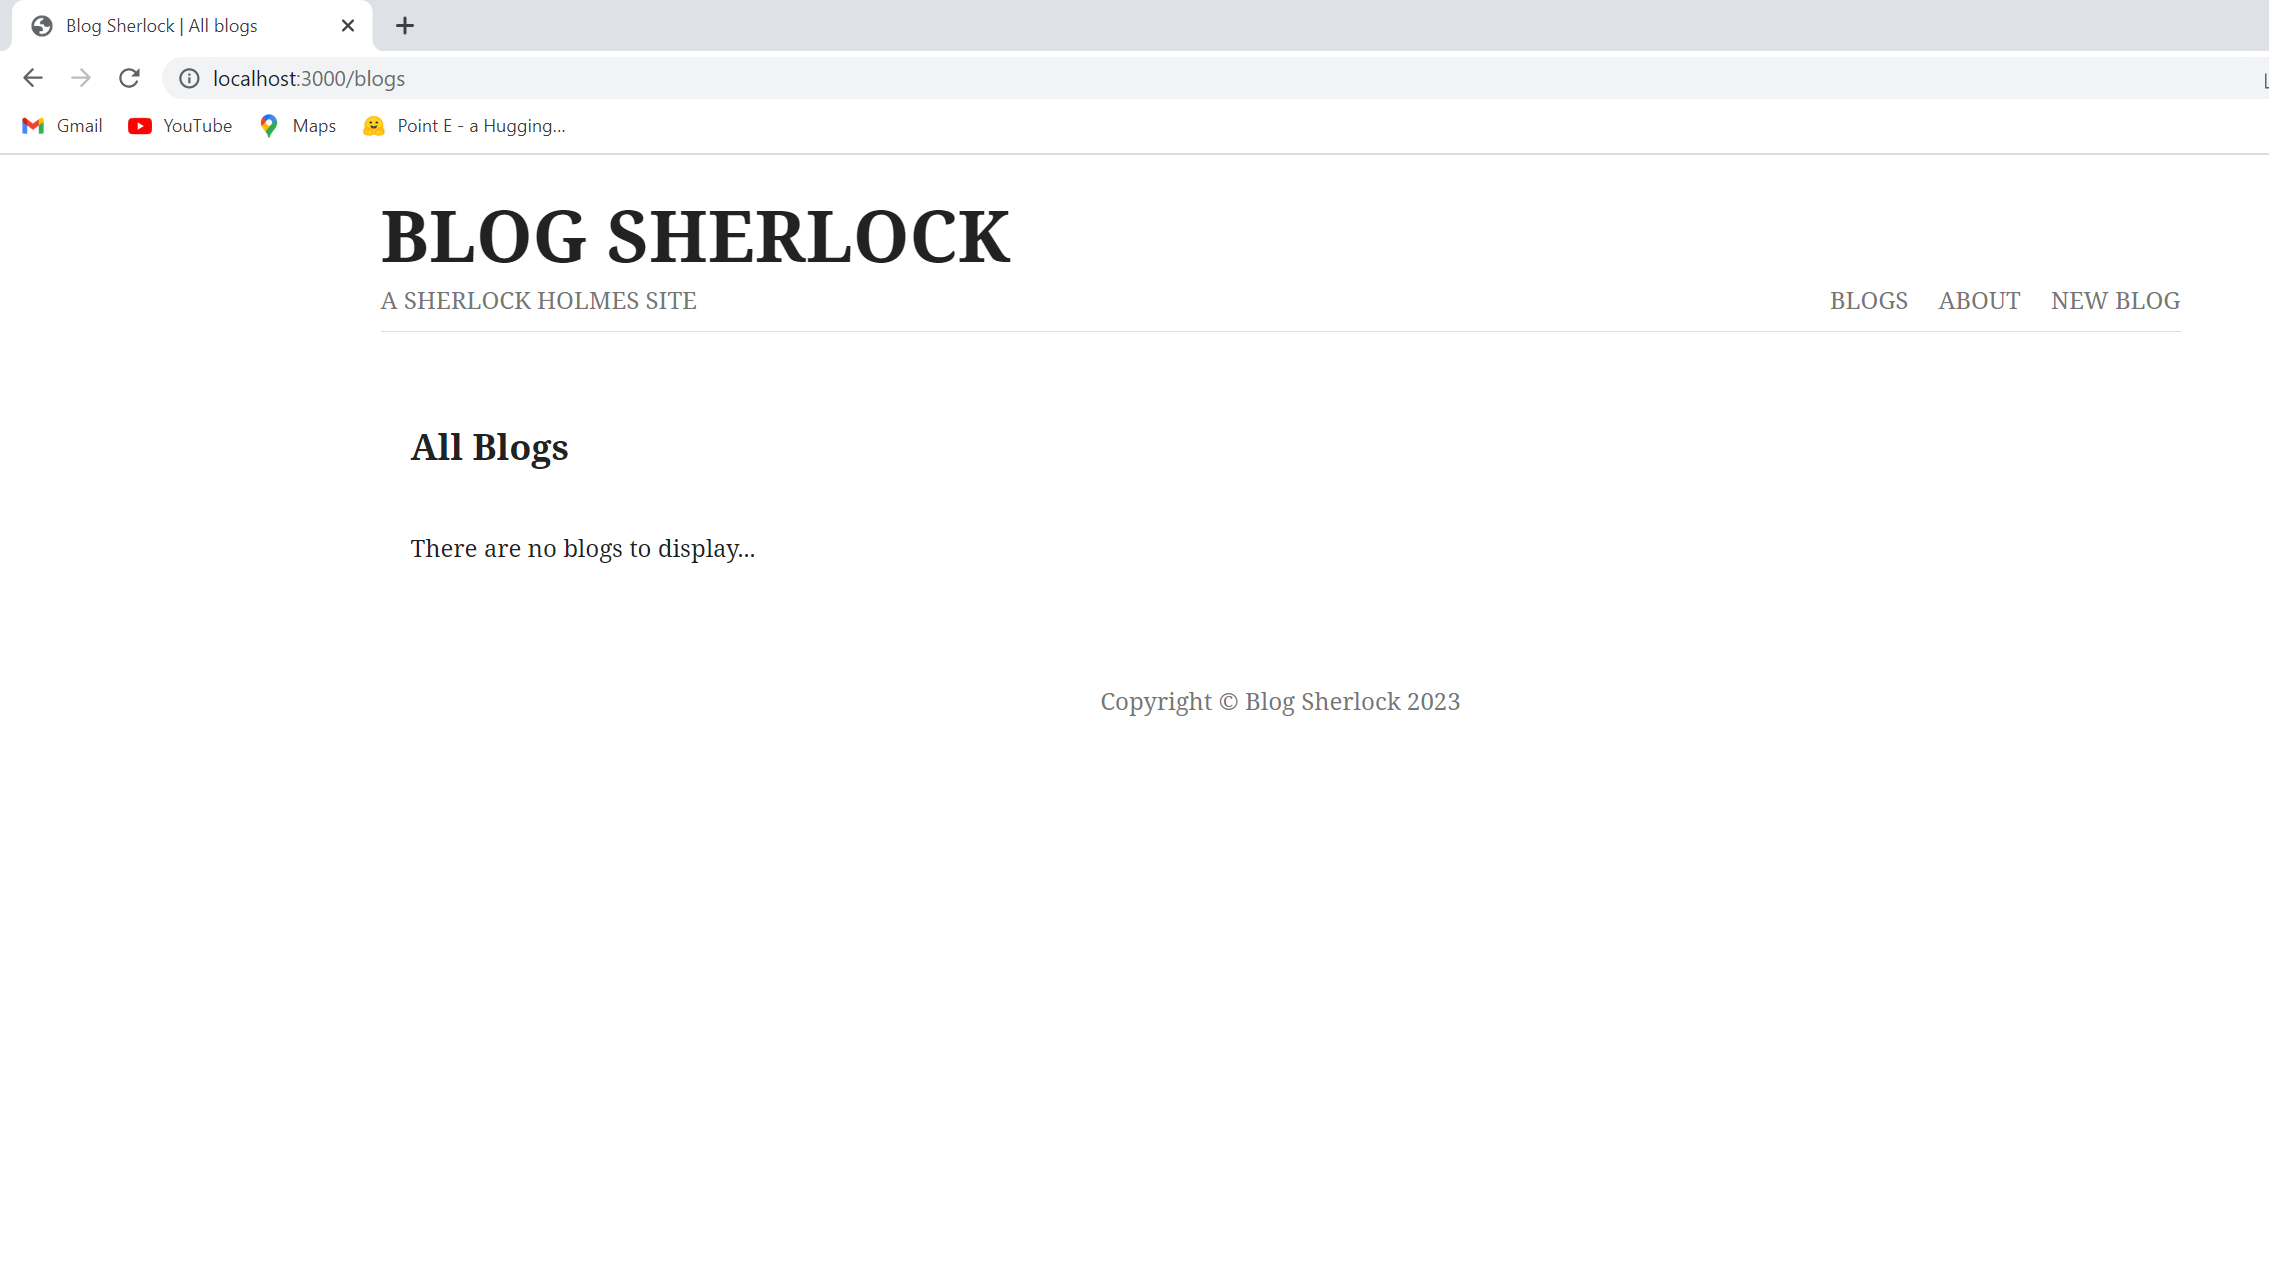 Blog Sherlock | All blogs
localhost:3000/blogs
Gmail YouTube Maps Point E - a Hugging...
BLOG SHERLOCK
A SHERLOCK HOLMES SITE BLOGS ABOUT NEW BLOG
All Blogs
There are no blogs to display...
Copyright © Blog Sherlock 2023